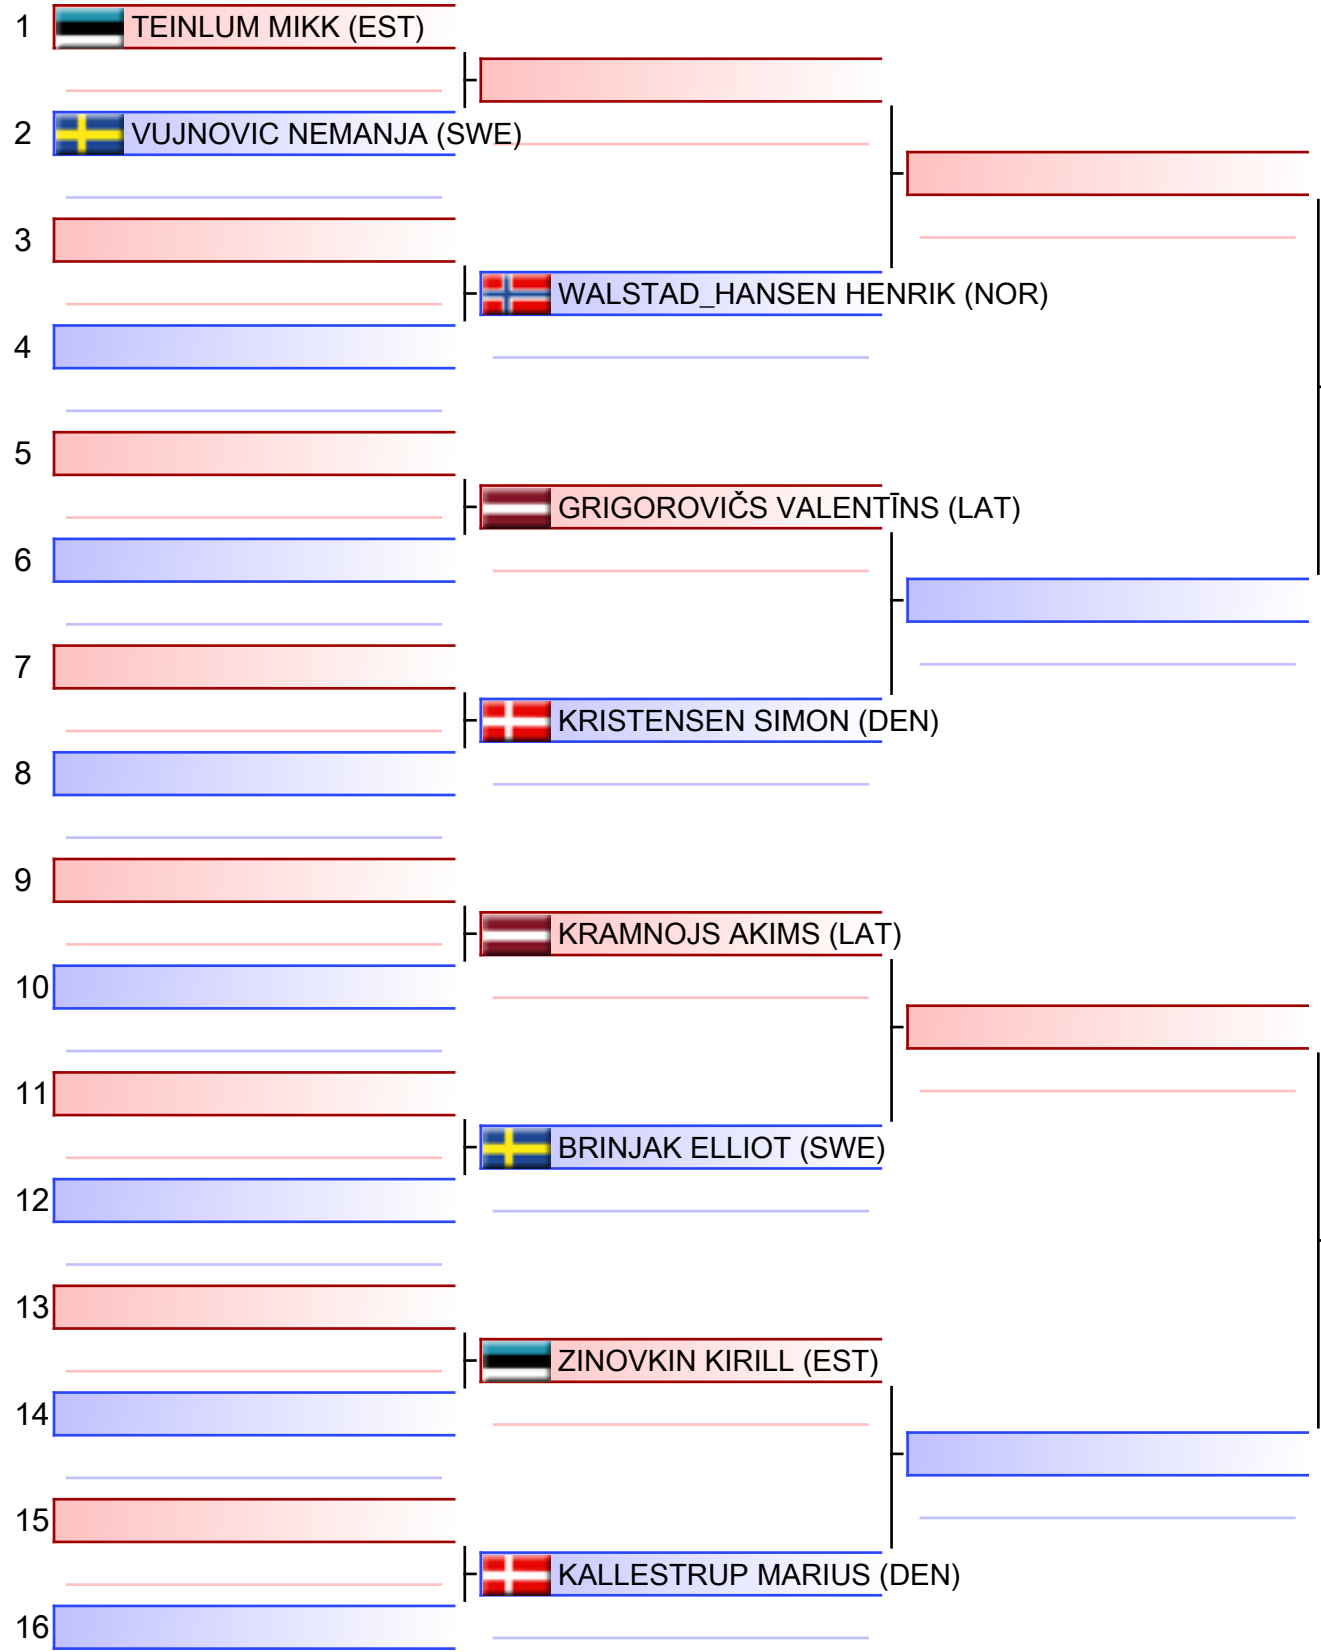 1 TEINLUM MIKK (EST)
2 VUJNOVIC NEMANJA (SWE)
3
WALSTAD_HANSEN HENRIK (NOR)
4
5
GRIGOROVIČS VALENTĪNS (LAT)
6
7
KRISTENSEN SIMON (DEN)
8
9
KRAMNOJS AKIMS (LAT)
10
11
BRINJAK ELLIOT (SWE)
12
13
ZINOVKIN KIRILL (EST)
14
15
KALLESTRUP MARIUS (DEN)
16